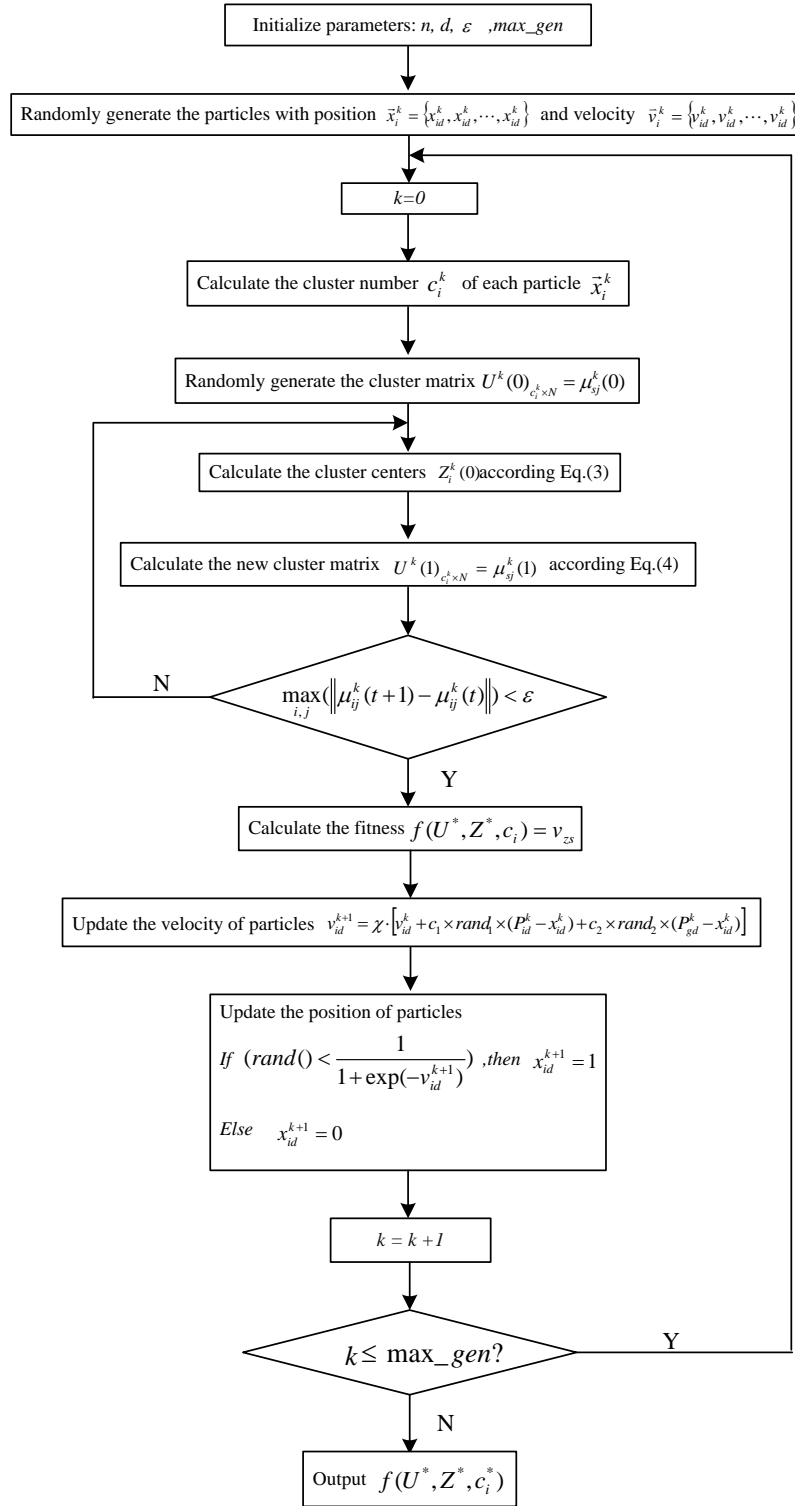 Initialize parameters: n, d, ε ,max_gen
Randomly generate the particles with position x⃗_i^k = {x_id^k, x_id^k, ⋯, x_id^k} and velocity v⃗_i^k = {v_id^k, v_id^k, ⋯, v_id^k}
k=0
Calculate the cluster number c_i^k of each particle x⃗_i^k
Randomly generate the cluster matrix U^k(0)_{c_i^k×N} = μ_sj^k(0)
Calculate the cluster centers Z_i^k(0)according Eq.(3)
Calculate the new cluster matrix U^k(1)_{c_i^k×N} = μ_sj^k(1) according Eq.(4)
N
max_{i,j}(‖μ_ij^k(t+1) − μ_ij^k(t)‖) < ε
Y
Calculate the fitness f(U^*, Z^*, c_i) = v_zs
Update the velocity of particles v_id^{k+1} = χ·[v_id^k + c_1 × rand_1 × (P_id^k − x_id^k) + c_2 × rand_2 × (P_gd^k − x_id^k)]
Update the position of particles
If (rand() < 1/(1 + exp(−v_id^{k+1}))) ,then x_id^{k+1} = 1
Else x_id^{k+1} = 0
k = k +1
k ≤ max_gen?
Y
N
Output f(U^*, Z^*, c_i^*)